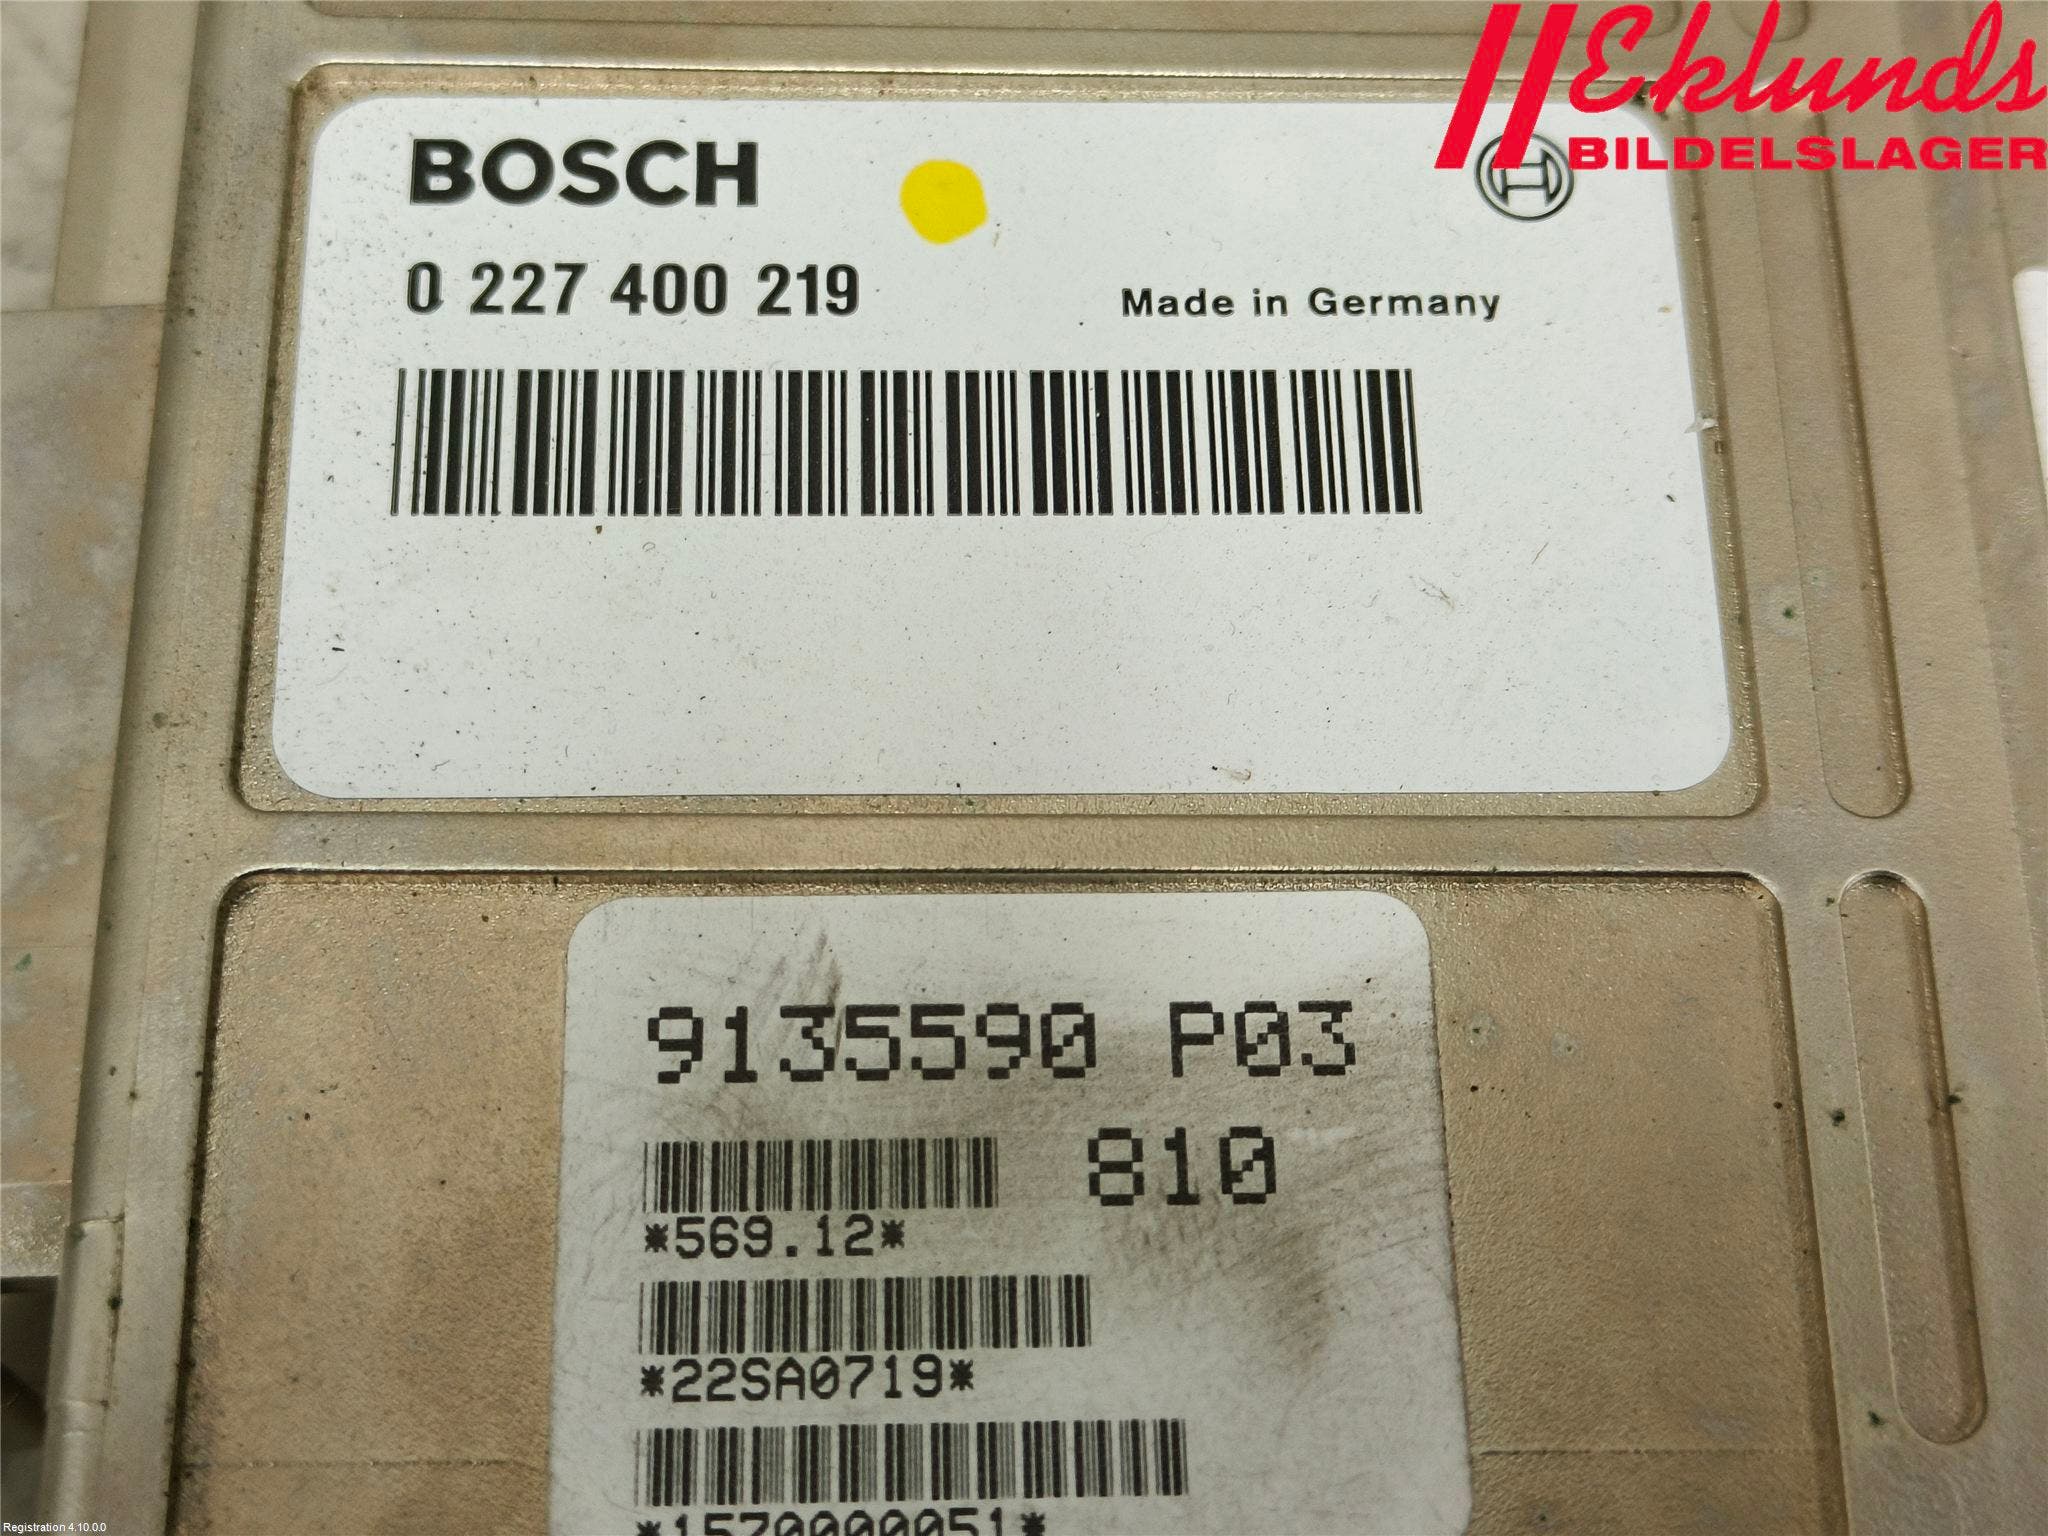 Eklunds
BILDELSLAGER
BOSCH
0 227 400 219
Made in Germany
9135590 P03
810
*569.12*
*22SA0719*
*1570000051*
Registration 4.10.0.0